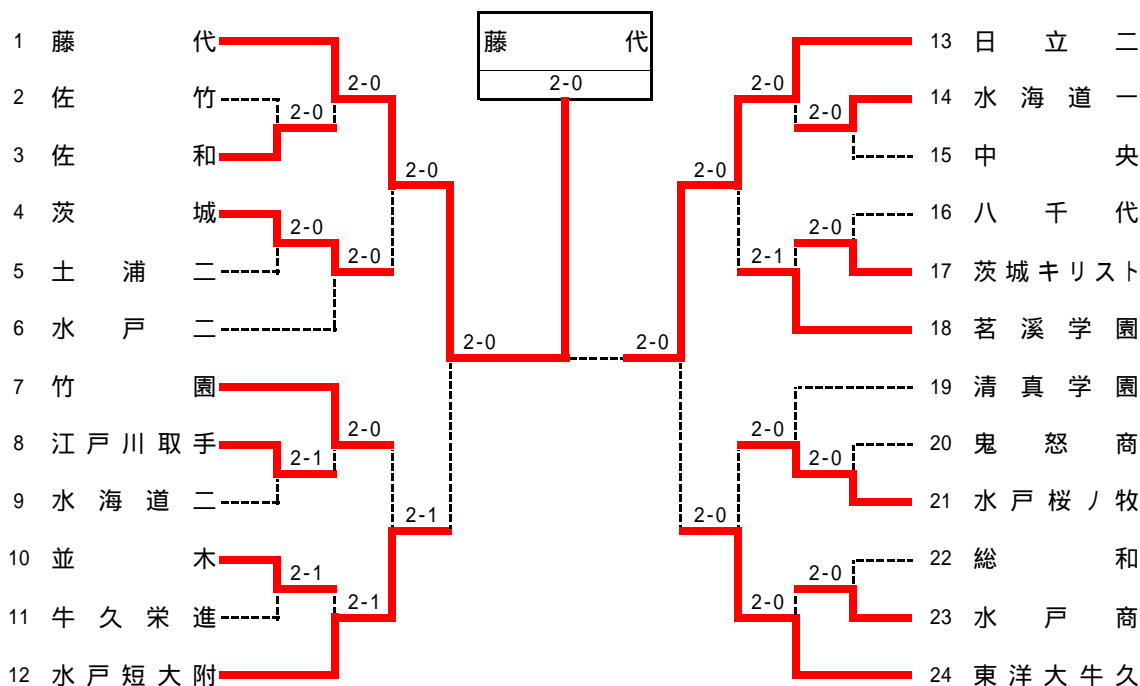 藤代
2-0
1 藤代
2 佐竹
3 佐和
4 茨城
5 土浦二
6 水戸二
7 竹園
8 江戸川取手
9 水海道二
10 並木
11 牛久栄進
12 水戸短大附
2-0
2-0
2-0
2-0
2-0
2-0
2-0
2-1
2-1
2-1
2-1
13 日立二
14 水海道一
15 中央
16 八千代
17 茨城キリスト
18 茗溪学園
19 清真学園
20 鬼怒商
21 水戸桜ノ牧
22 総和
23 水戸商
24 東洋大牛久
2-0
2-0
2-0
2-0
2-1
2-0
2-0
2-0
2-0
2-0
2-0